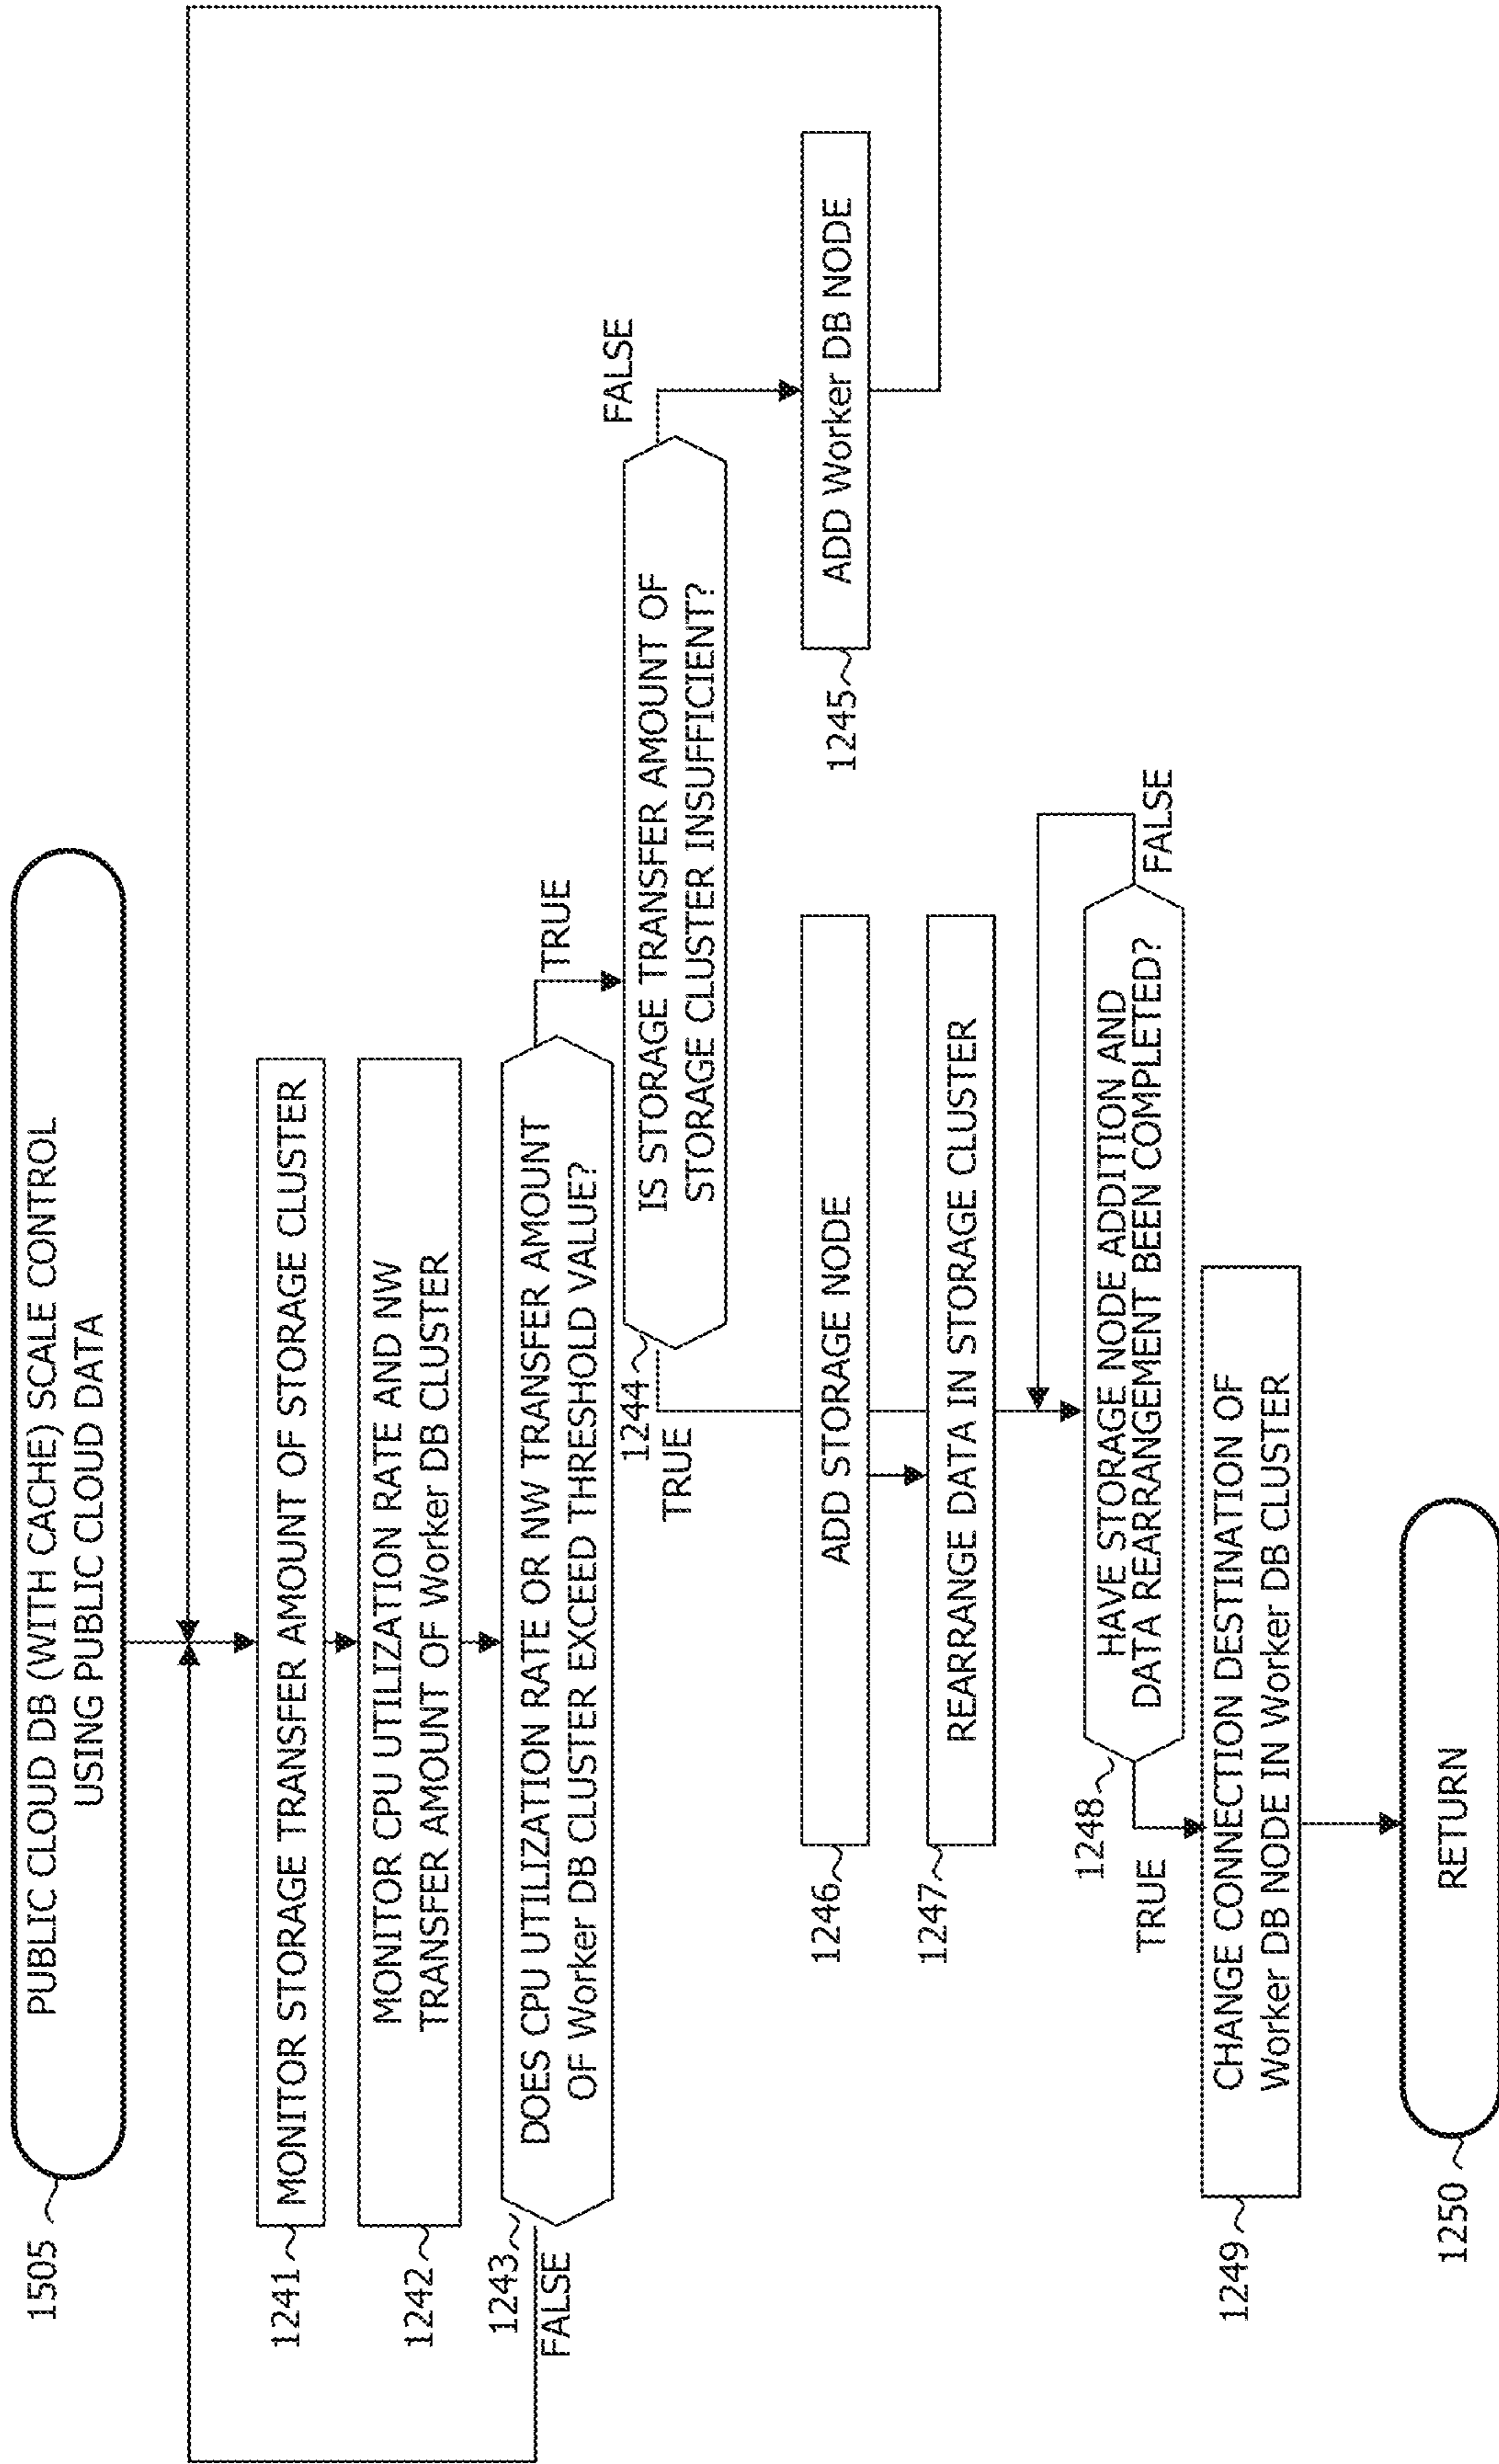 1505
PUBLIC CLOUD DB (WITH CACHE) SCALE CONTROL
USING PUBLIC CLOUD DATA
1241
MONITOR STORAGE TRANSFER AMOUNT OF STORAGE CLUSTER
1242
MONITOR CPU UTILIZATION RATE AND NW
TRANSFER AMOUNT OF Worker DB CLUSTER
1243
DOES CPU UTILIZATION RATE OR NW TRANSFER AMOUNT
OF Worker DB CLUSTER EXCEED THRESHOLD VALUE?
FALSE
TRUE
1244
IS STORAGE TRANSFER AMOUNT OF
STORAGE CLUSTER INSUFFICIENT?
TRUE
FALSE
1245
ADD Worker DB NODE
1246
ADD STORAGE NODE
1247
REARRANGE DATA IN STORAGE CLUSTER
1248
HAVE STORAGE NODE ADDITION AND
DATA REARRANGEMENT BEEN COMPLETED?
TRUE
FALSE
1249
CHANGE CONNECTION DESTINATION OF
Worker DB NODE IN Worker DB CLUSTER
1250
RETURN